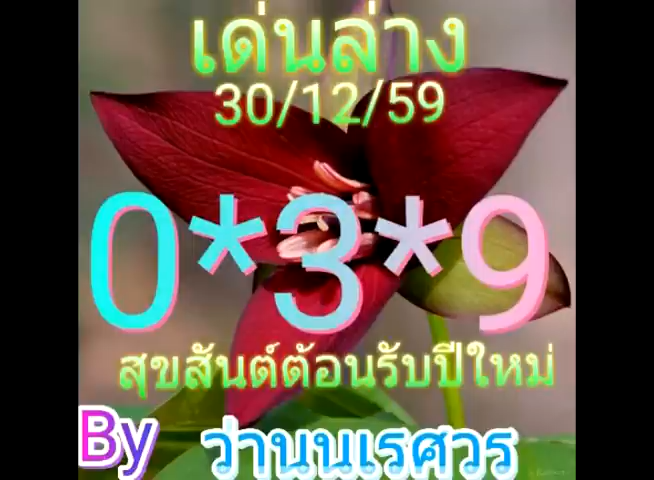 เด่นล่าง
30/12/59
0*3*9
สุขสันต์ต้อนรับปีใหม่
By ว่านนเรศวร